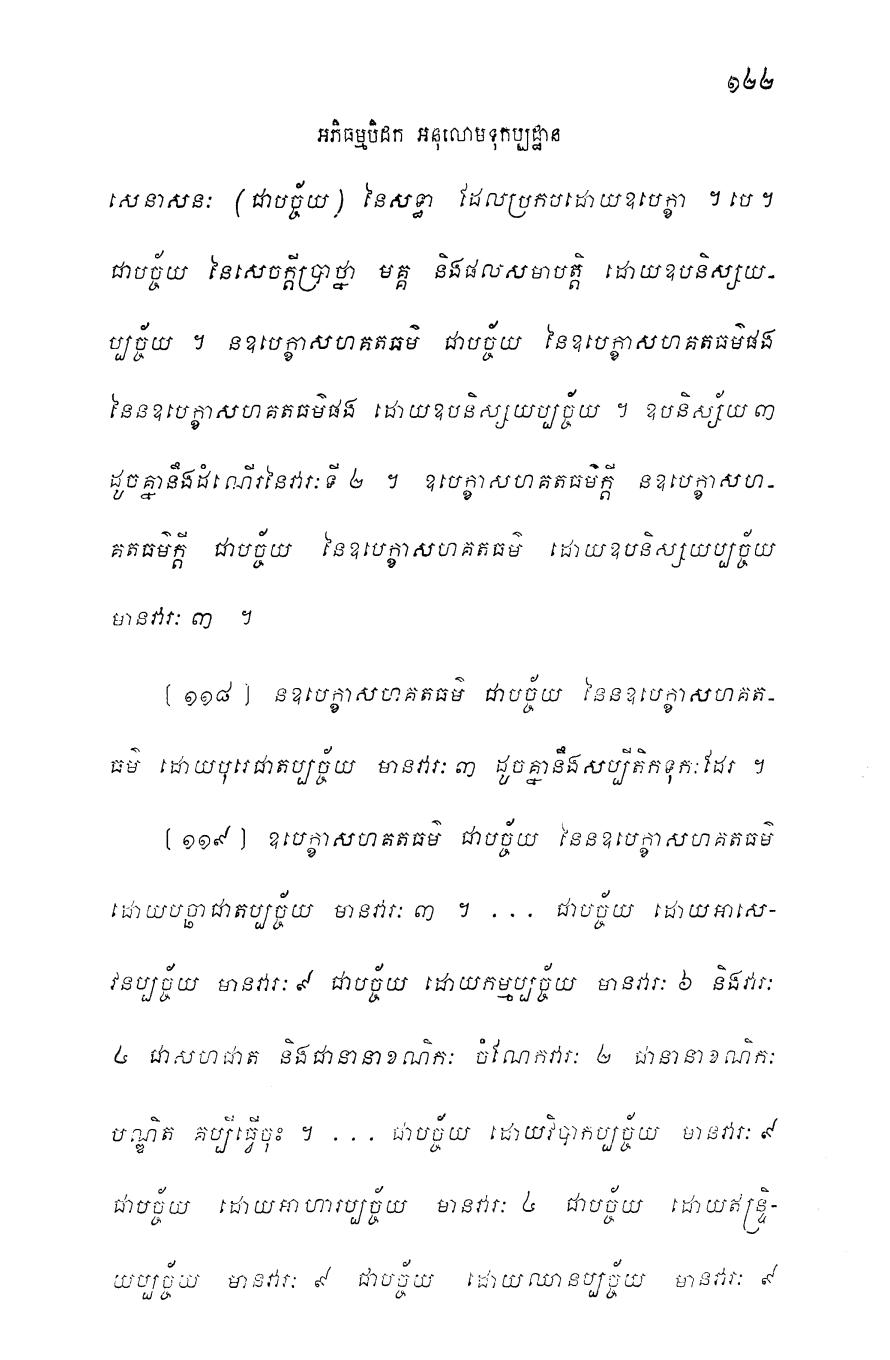 ១២២
អភិធម្មបិដក អនុលោមទុកប្បដ្ឋាន
សេនាសនៈ (ជាបច្ច័យ) នៃសទ្ធា ដែលប្រកបដោយឧបេក្ខា ។ បេ ។
ជាបច្ច័យ នៃសេចក្តីប្រាថ្នា មគ្គ និងផលសមាបត្តិ ដោយឧបនិស្សយ-
ប្បច្ច័យ ។ នឧបេក្ខាសហគតធម៌ ជាបច្ច័យ នៃឧបេក្ខាសហគតធម៌ផង
នៃនឧបេក្ខាសហគតធម៌ផង ដោយឧបនិស្សយប្បច្ច័យ ។ ឧបនិស្ស័យ ៣
ដូចគ្នានឹងដំណើរនៃវារៈទី ២ ។ ឧបេក្ខាសហគតធម៌ក្តី នឧបេក្ខាសហ-
គតធម៌ក្តី ជាបច្ច័យ នៃឧបេក្ខាសហគតធម៌ ដោយឧបនិស្សយប្បច្ច័យ
មានវារៈ ៣ ។
[ ១១៨ ] នឧបេក្ខាសហគតធម៌ ជាបច្ច័យ នៃនឧបេក្ខាសហគត-
ធម៌ ដោយបុរេជាតប្បច្ច័យ មានវារៈ ៣ ដូចគ្នានឹងសប្បីតិកទុកៈដែរ ។
[ ១១៩ ] ឧបេក្ខាសហគតធម៌ ជាបច្ច័យ នៃនឧបេក្ខាសហគតធម៌
ដោយបច្ឆាជាតប្បច្ច័យ មានវារៈ ៣ ។ ... ជាបច្ច័យ ដោយអាសេ-
វនប្បច្ច័យ មានវារៈ ៩ ជាបច្ច័យ ដោយកម្មប្បច្ច័យ មានវារៈ ៦ និងវារៈ
៤ ជាសហជាត និងជានានាខណិកៈ ចំណែកវារៈ ២ ជានានាខណិកៈ
បណ្ឌិត គប្បីធ្វើចុះ ។ ... ជាបច្ច័យ ដោយវិបាកប្បច្ច័យ មានវារៈ ៩
ជាបច្ច័យ ដោយអាហារប្បច្ច័យ មានវារៈ ៤ ជាបច្ច័យ ដោយឥន្ទ្រិ-
យប្បច្ច័យ មានវារៈ ៩ ជាបច្ច័យ ដោយឈានប្បច្ច័យ មានវារៈ ៩